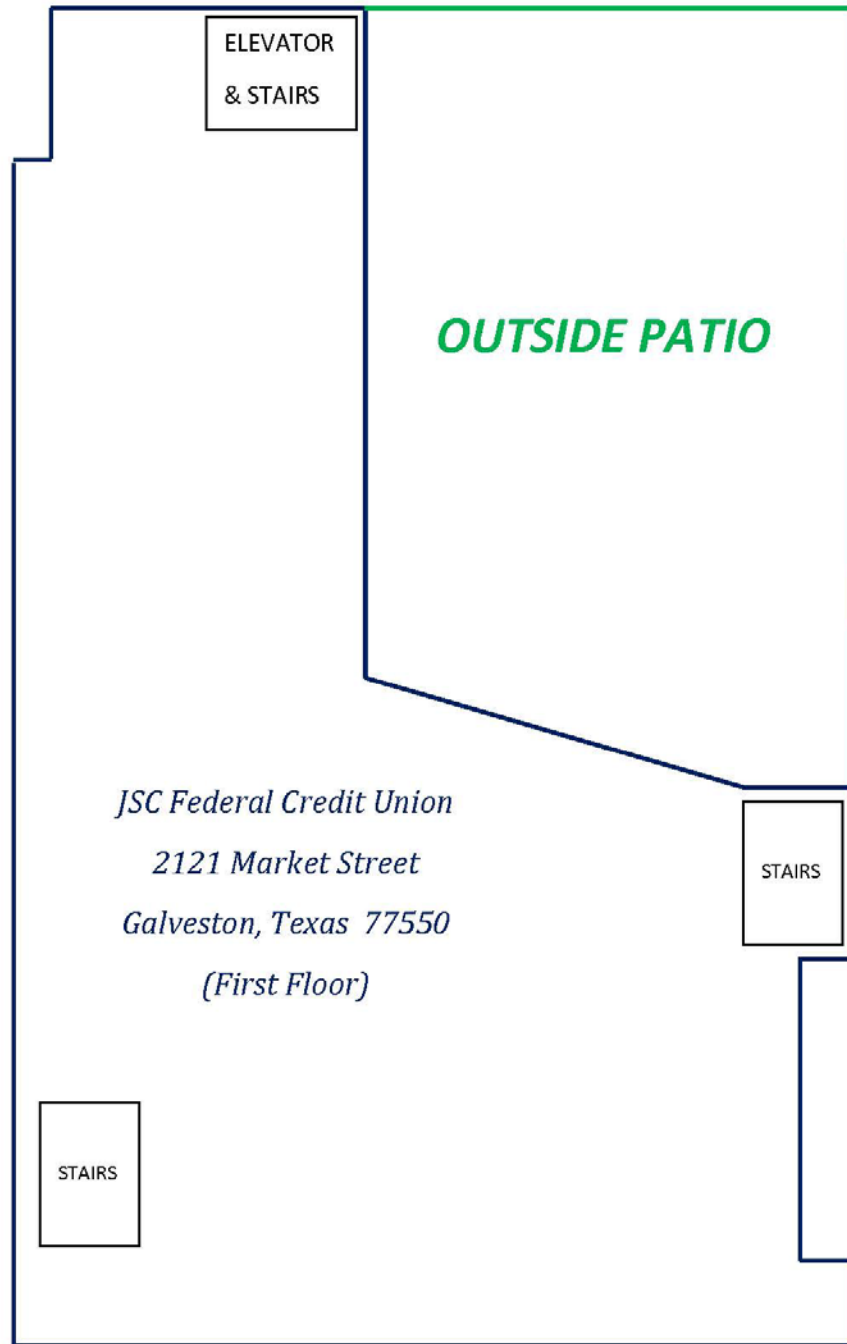 ELEVATOR
& STAIRS
OUTSIDE PATIO
JSC Federal Credit Union
2121 Market Street
Galveston, Texas  77550
(First Floor)
STAIRS
STAIRS